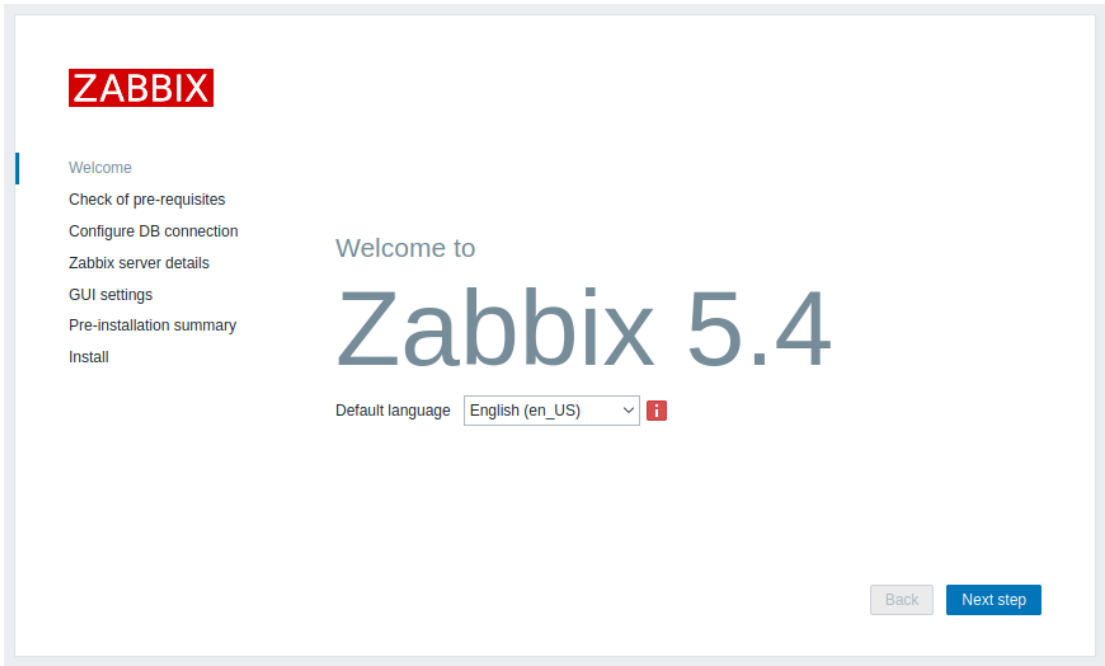 ZABBIX
Welcome
Check of pre-requisites
Configure DB connection
Zabbix server details
GUI settings
Pre-installation summary
Install
Welcome to
Zabbix 5.4
Default language English (en_US) i
Back Next step